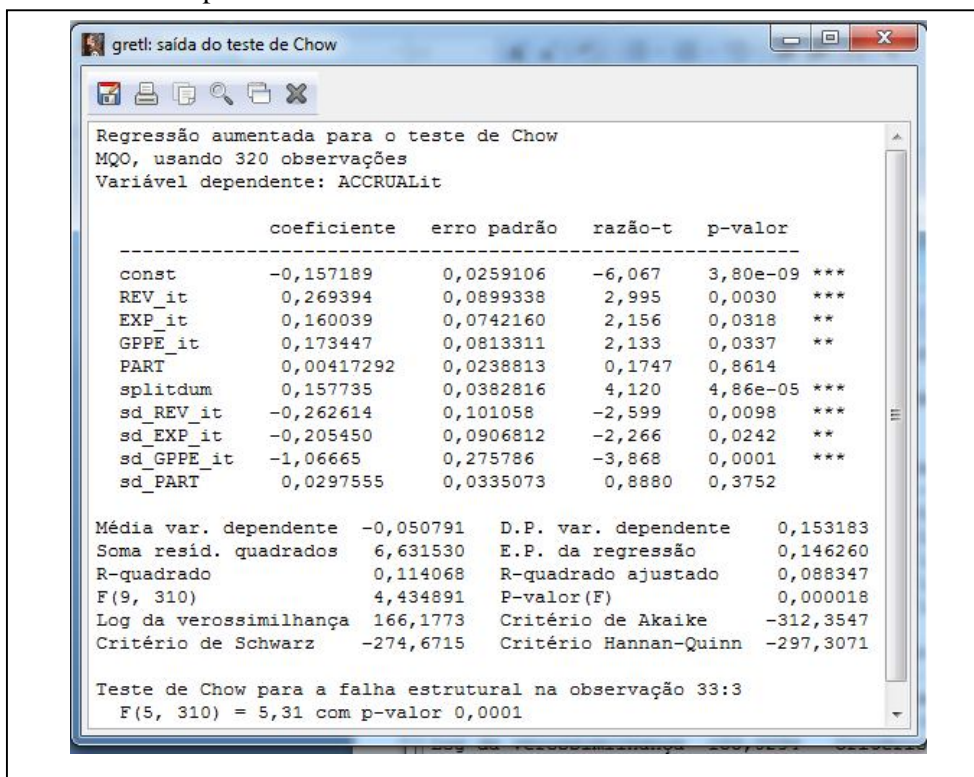 gretl: saída do teste de Chow
Regressão aumentada para o teste de Chow
MQO, usando 320 observações
Variável dependente: ACCRUALit
coeficiente erro padrão razão-t p-valor
------------------------------------------------------------
const -0,157189 0,0259106 -6,067 3,80e-09 ***
REV_it 0,269394 0,0899338 2,995 0,0030 ***
EXP_it 0,160039 0,0742160 2,156 0,0318 **
GPPE_it 0,173447 0,0813311 2,133 0,0337 **
PART 0,00417292 0,0238813 0,1747 0,8614
splitdum 0,157735 0,0382816 4,120 4,86e-05 ***
sd_REV_it -0,262614 0,101058 -2,599 0,0098 ***
sd_EXP_it -0,205450 0,0906812 -2,266 0,0242 **
sd_GPPE_it -1,06665 0,275786 -3,868 0,0001 ***
sd_PART 0,0297555 0,0335073 0,8880 0,3752
Média var. dependente -0,050791 D.P. var. dependente 0,153183
Soma resíd. quadrados 6,631530 E.P. da regressão 0,146260
R-quadrado 0,114068 R-quadrado ajustado 0,088347
F(9, 310) 4,434891 P-valor(F) 0,000018
Log da verossimilhança 166,1773 Critério de Akaike -312,3547
Critério de Schwarz -274,6715 Critério Hannan-Quinn -297,3071
Teste de Chow para a falha estrutural na observação 33:3
F(5, 310) = 5,31 com p-valor 0,0001